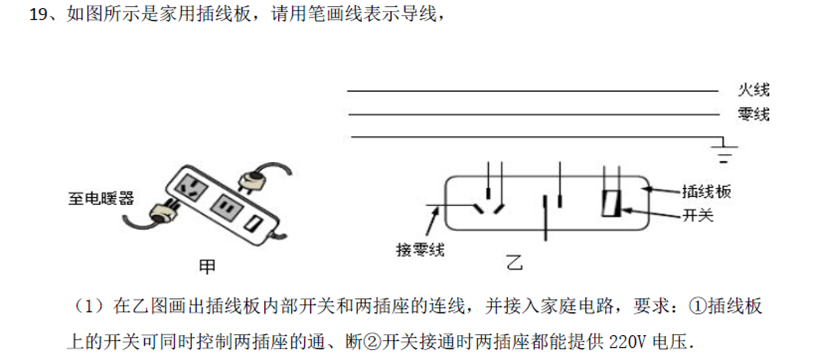 19、如图所示是家用插线板，请用笔画线表示导线，
火线
零线
至电暖器
插线板
开关
接零线
甲
乙
（1）在乙图画出插线板内部开关和两插座的连线，并接入家庭电路，要求：①插线板
上的开关可同时控制两插座的通、断②开关接通时两插座都能提供 220V 电压．